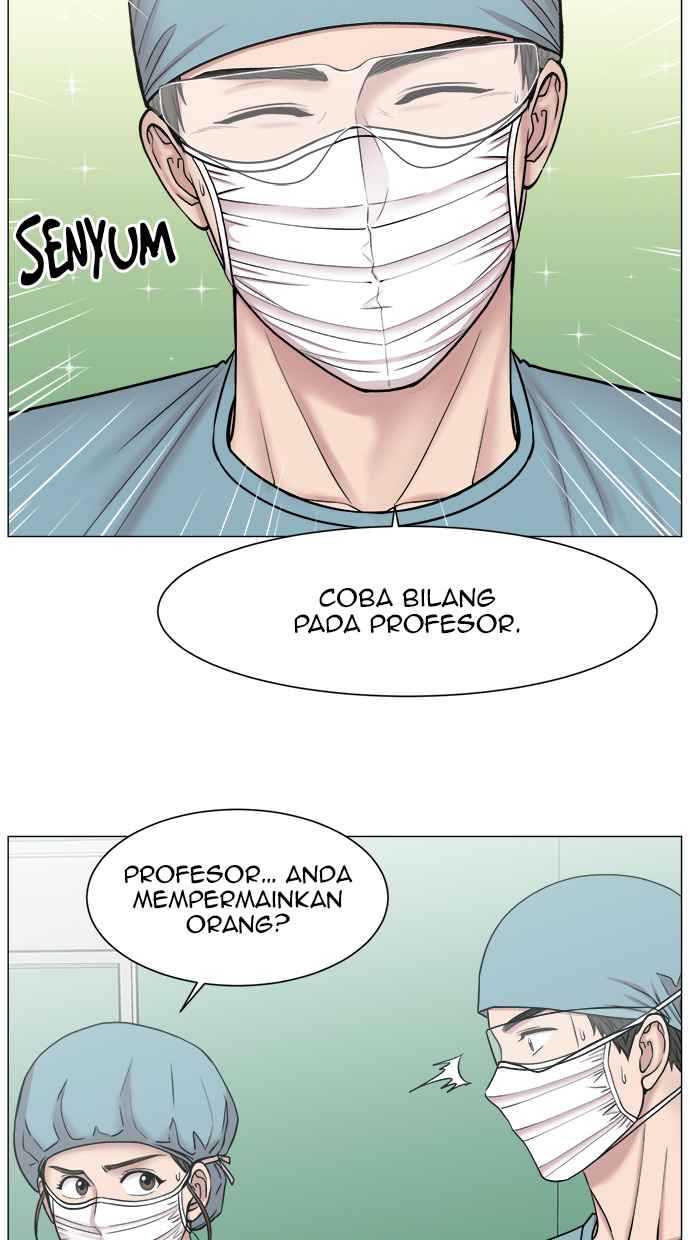 SENYUM
COBA BILANG
PADA PROFESOR.
PROFESOR... ANDA
MEMPERMAINKAN
ORANG?